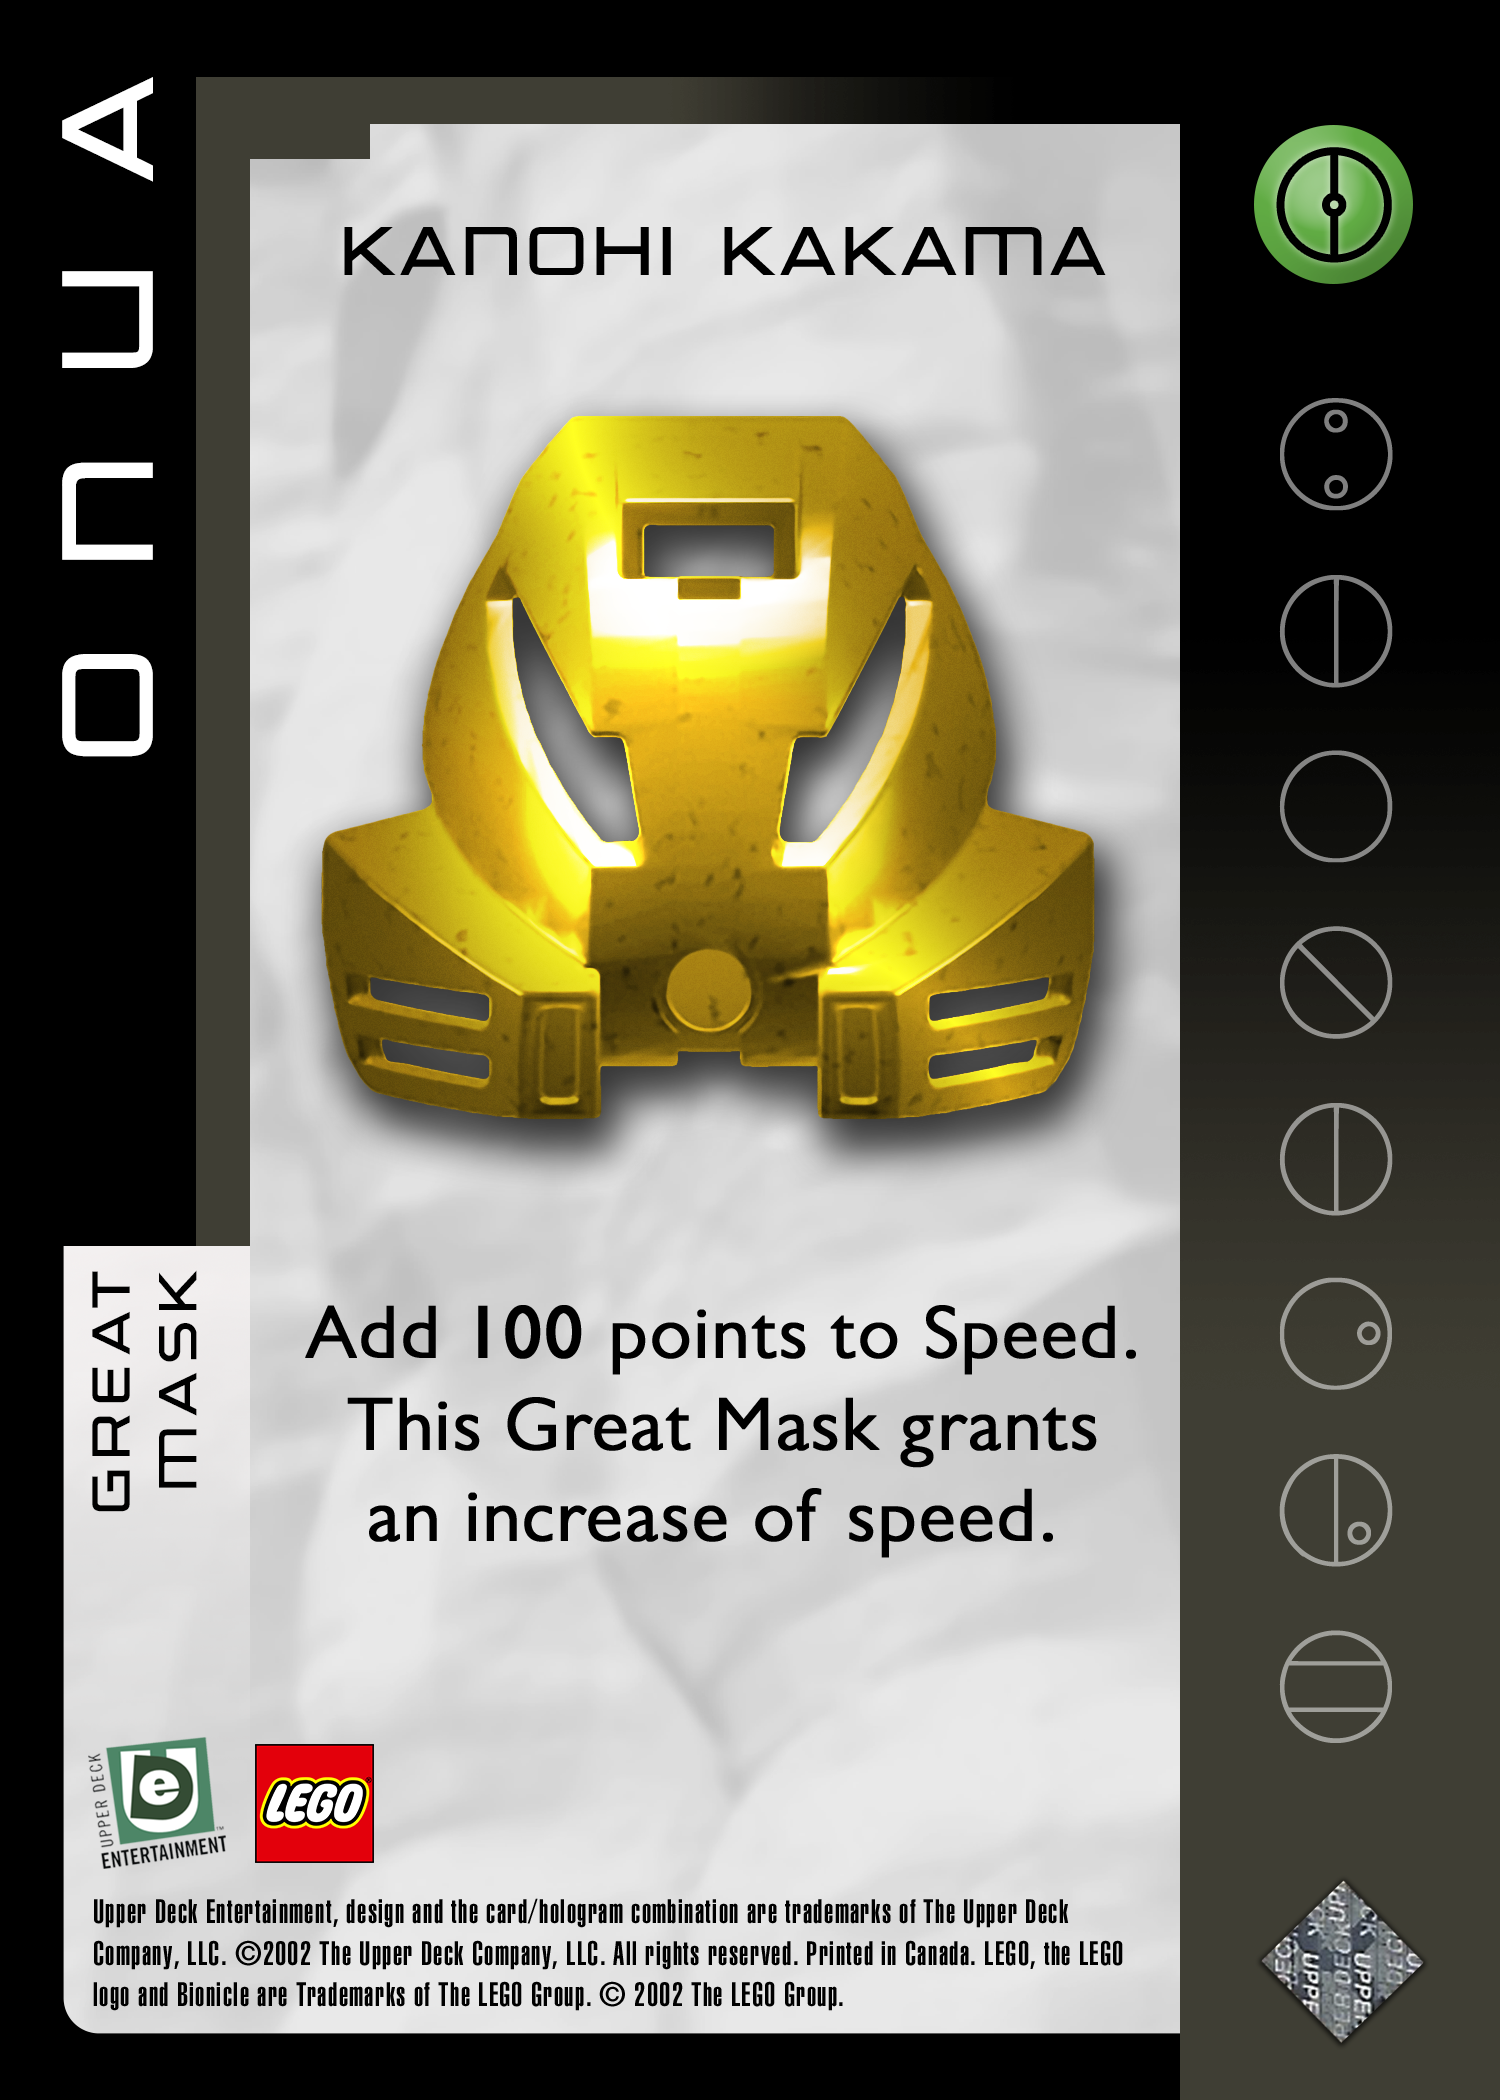 ONUA
KANOHI KAKAMA
Add 100 points to Speed.
This Great Mask grants
an increase of speed.
GREAT
MASK
UPPER DECK
e
ENTERTAINMENT
™
LEGO
Upper Deck Entertainment, design and the card/hologram combination are trademarks of The Upper Deck
Company, LLC. ©2002 The Upper Deck Company, LLC. All rights reserved. Printed in Canada. LEGO, the LEGO
logo and Bionicle are Trademarks of The LEGO Group. © 2002 The LEGO Group.